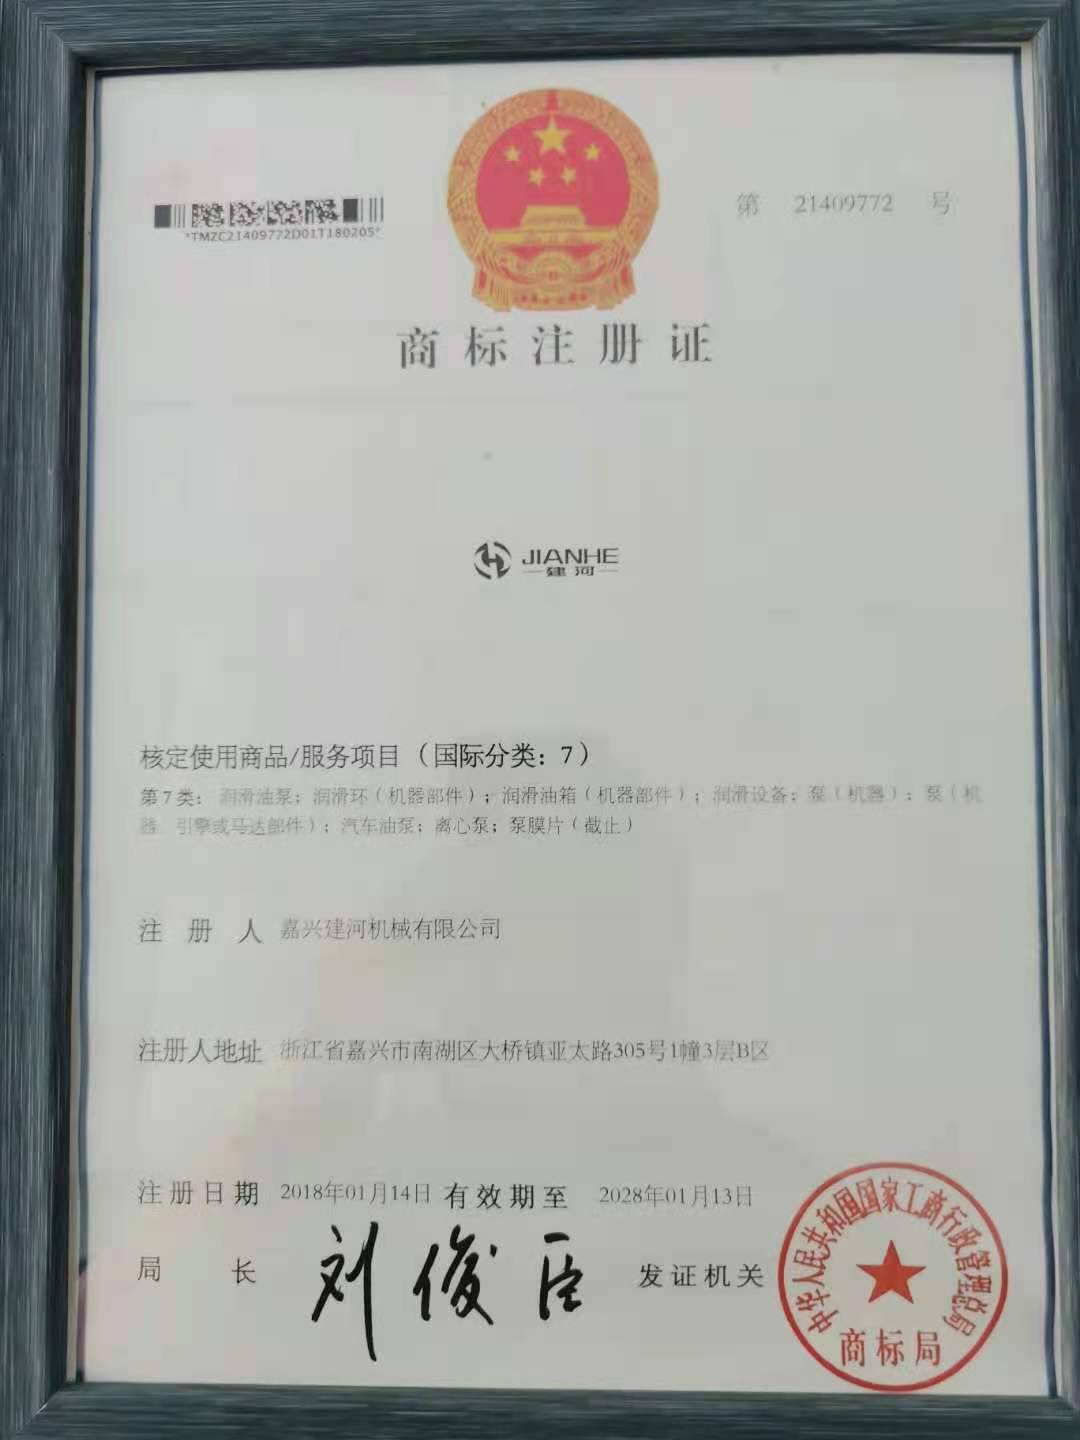 *TMZC21409772D01T180205*
第 21409772 号
商标注册证
JIANHE
建河
核定使用商品/服务项目（国际分类：7）
第7类：润滑油泵；润滑环（机器部件）；润滑油箱（机器部件）；润滑设备；泵（机器）；泵（机
器、引擎或马达部件）；汽车油泵；离心泵；泵膜片（截止）
注册人 嘉兴建河机械有限公司
注册人地址 浙江省嘉兴市南湖区大桥镇亚太路305号1幢3层B区
注册日期 2018年01月14日 有效期至 2028年01月13日
局长 刘俊臣 发证机关
中华人民共和国国家工商行政管理总局
商标局